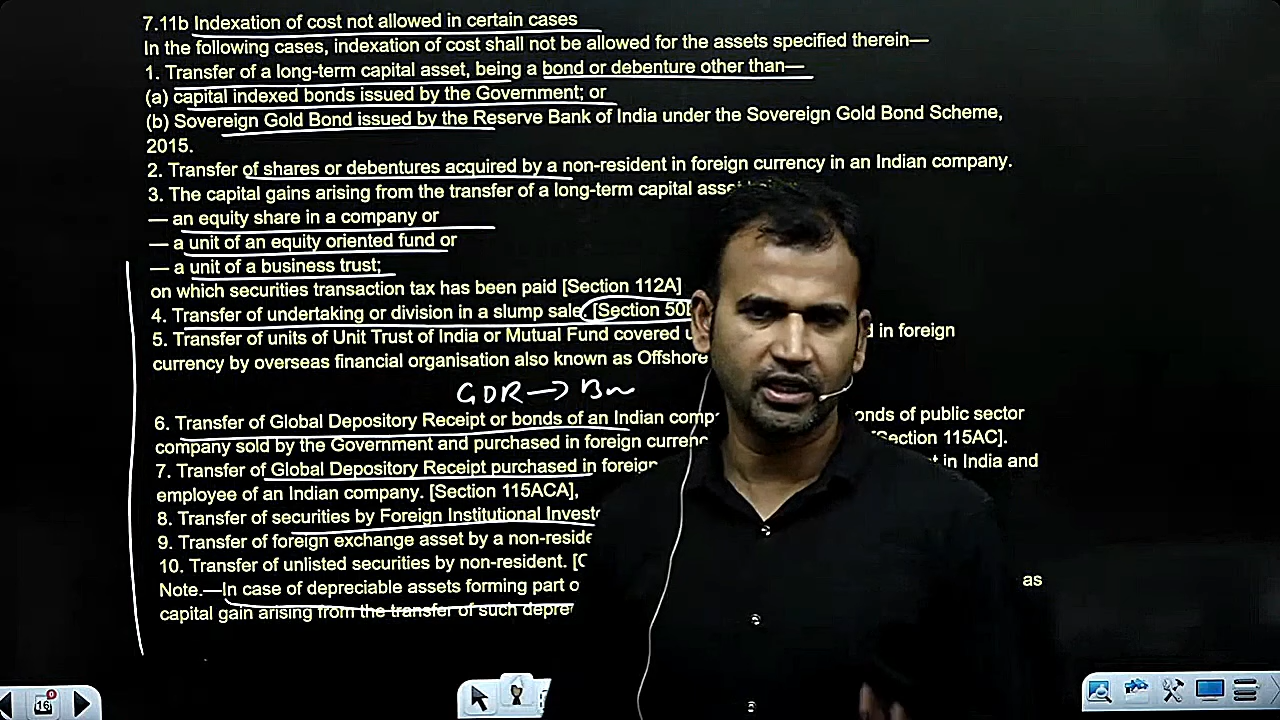 7.11b Indexation of cost not allowed in certain cases
In the following cases, indexation of cost shall not be allowed for the assets specified therein—
1. Transfer of a long-term capital asset, being a bond or debenture other than—
(a) capital indexed bonds issued by the Government; or
(b) Sovereign Gold Bond issued by the Reserve Bank of India under the Sovereign Gold Bond Scheme,
2015.
2. Transfer of shares or debentures acquired by a non-resident in foreign currency in an Indian company.
3. The capital gains arising from the transfer of a long-term capital
— an equity share in a company or
— a unit of an equity oriented fund or
— a unit of a business trust;
on which securities transaction tax has been paid [Section 112A]
4. Transfer of undertaking or division in a slump sale. [Section
5. Transfer of units of Unit Trust of India or Mutual Fund covered in foreign
currency by overseas financial organisation also known as Offshore
GDR →
6. Transfer of Global Depository Receipt or bonds of an Indian of public sector
company sold by the Government and purchased in foreign [Section 115AC].
7. Transfer of Global Depository Receipt purchased in foreign in India and
employee of an Indian company. [Section 115ACA],
8. Transfer of securities by Foreign Institutional
9. Transfer of foreign exchange asset by a
10. Transfer of unlisted securities by non-resident.
Note.—In case of depreciable assets forming part as
capital gain arising from the transfer of such
16
0